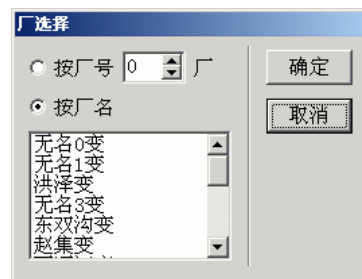 厂选择
按厂号 0 厂
确定
按厂名
取消
无名0变
无名1变
洪泽变
无名3变
东双沟变
赵集变